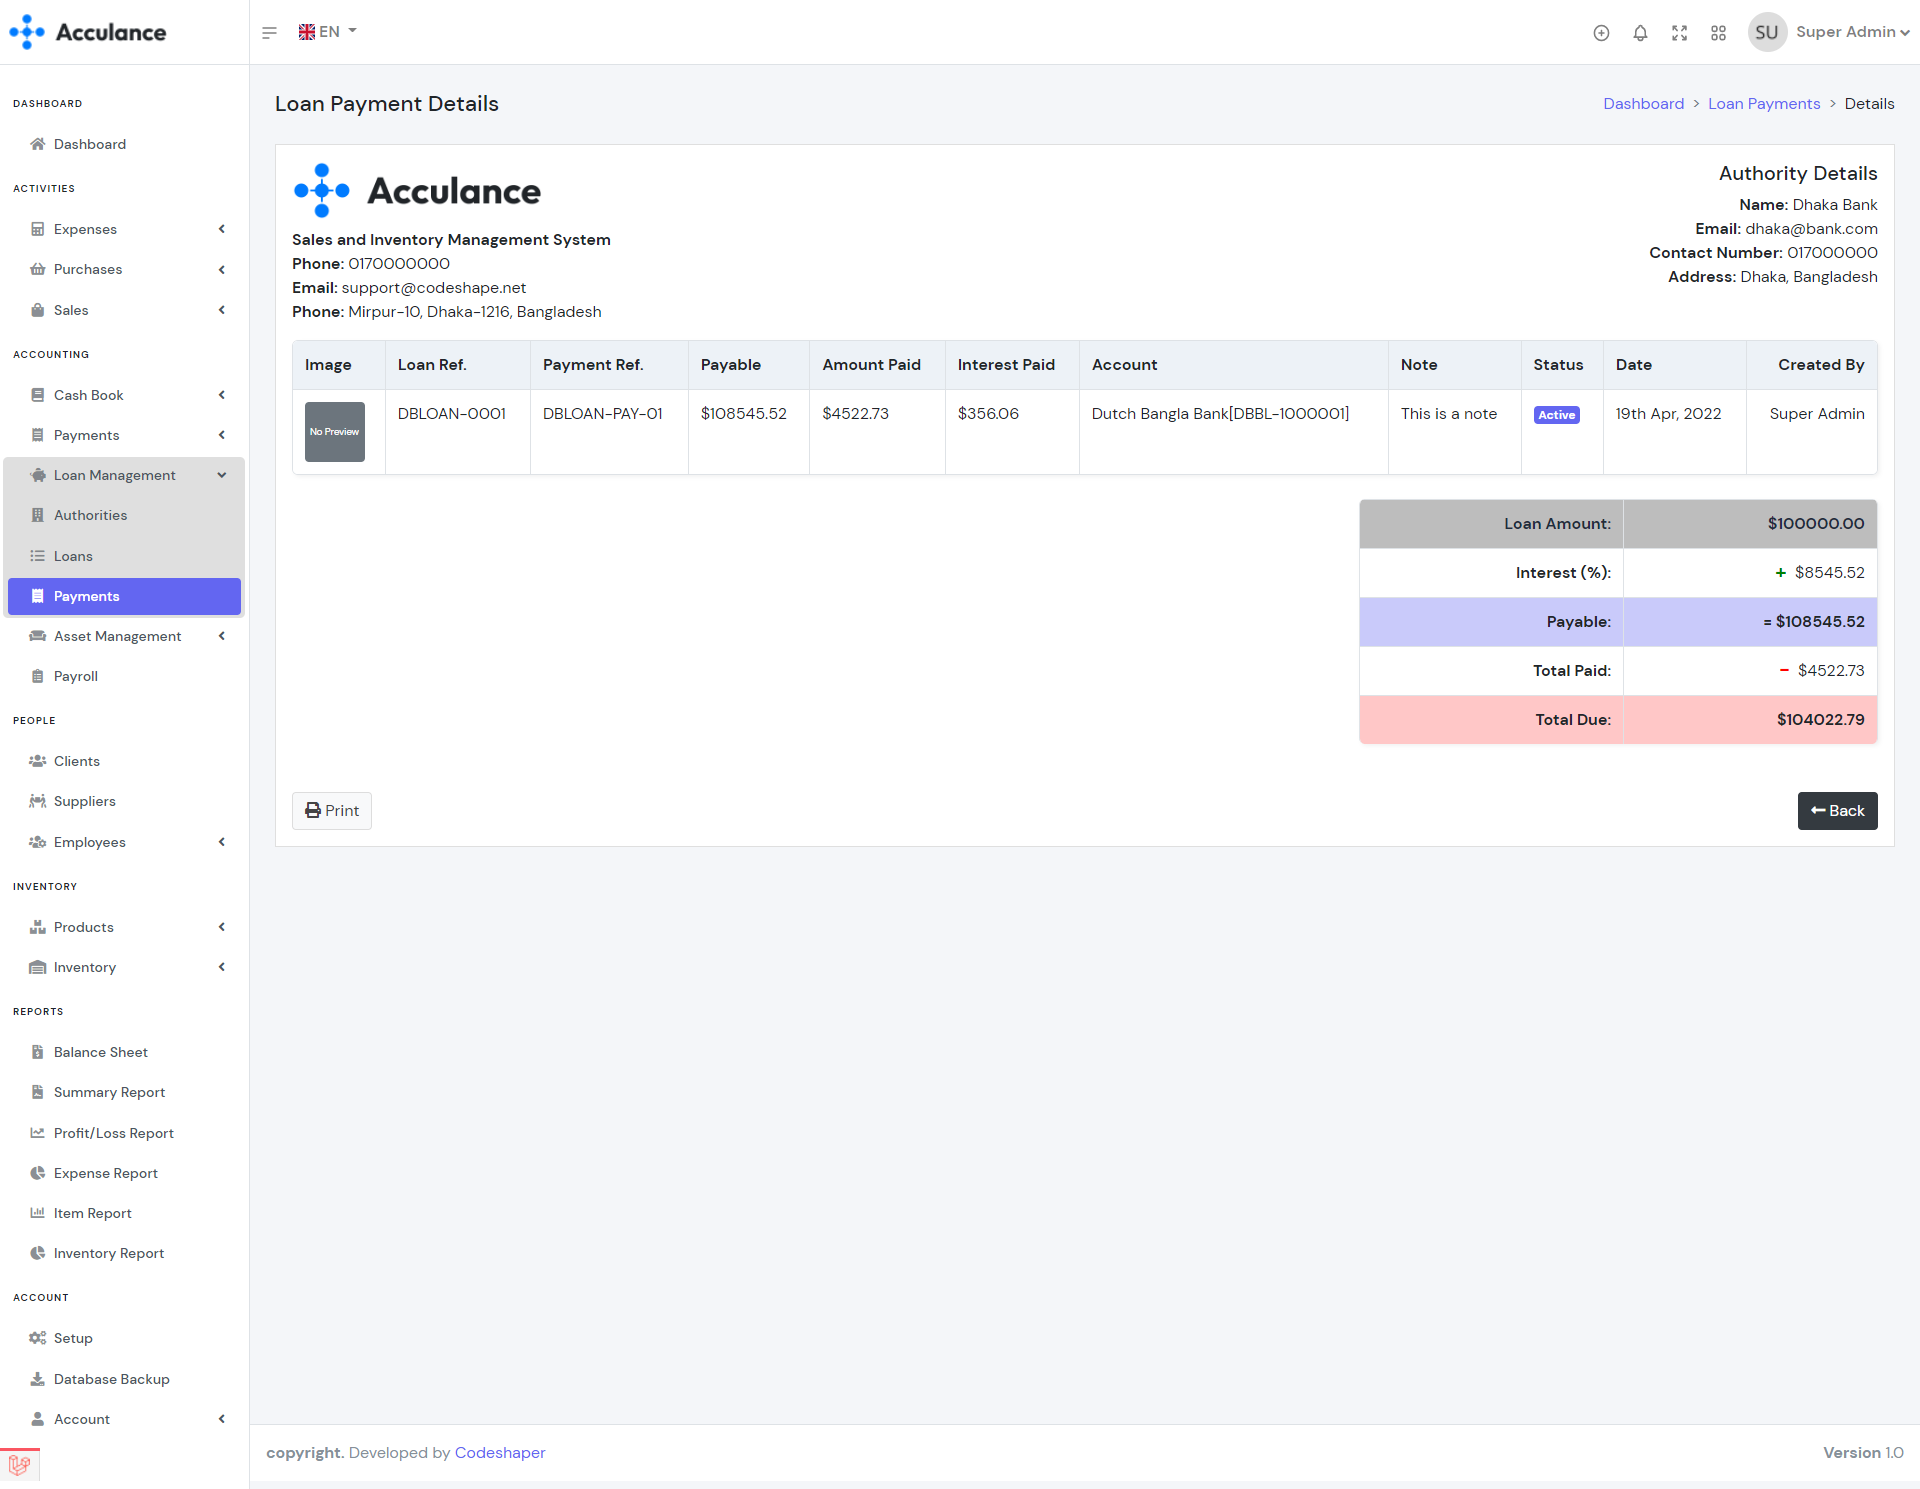 Acculance
EN
SU Super Admin
DASHBOARD
Dashboard
ACTIVITIES
Expenses
Purchases
Sales
ACCOUNTING
Cash Book
Payments
Loan Management
Authorities
Loans
Payments
Asset Management
Payroll
PEOPLE
Clients
Suppliers
Employees
INVENTORY
Products
Inventory
REPORTS
Balance Sheet
Summary Report
Profit/Loss Report
Expense Report
Item Report
Inventory Report
ACCOUNT
Setup
Database Backup
Account
Loan Payment Details
Dashboard > Loan Payments > Details
Acculance
Sales and Inventory Management System
Phone: 0170000000
Email: support@codeshape.net
Phone: Mirpur-10, Dhaka-1216, Bangladesh
Authority Details
Name: Dhaka Bank
Email: dhaka@bank.com
Contact Number: 017000000
Address: Dhaka, Bangladesh
Image Loan Ref. Payment Ref. Payable Amount Paid Interest Paid Account Note Status Date Created By
No Preview DBLOAN-0001 DBLOAN-PAY-01 $108545.52 $4522.73 $356.06 Dutch Bangla Bank[DBBL-1000001] This is a note Active 19th Apr, 2022 Super Admin
Loan Amount: $100000.00
Interest (%): + $8545.52
Payable: = $108545.52
Total Paid: - $4522.73
Total Due: $104022.79
Print
Back
copyright. Developed by Codeshaper
Version 1.0